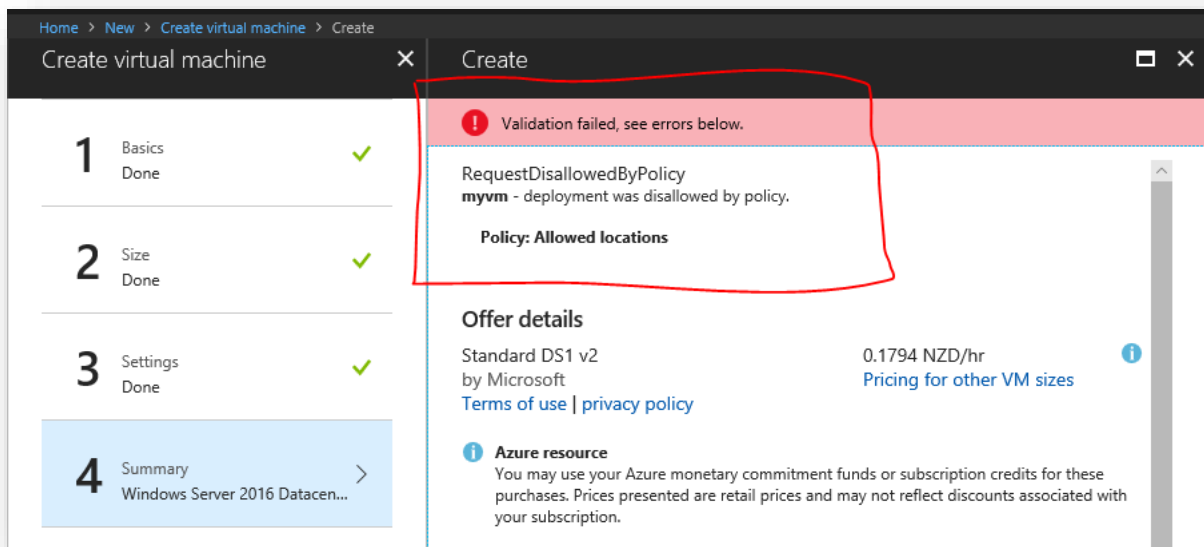 Home > New > Create virtual machine > Create
Create virtual machine
Create
Validation failed, see errors below.
1
Basics
Done
RequestDisallowedByPolicy
myvm - deployment was disallowed by policy.
Policy: Allowed locations
2
Size
Done
3
Settings
Done
Offer details
Standard DS1 v2
0.1794 NZD/hr
by Microsoft
Pricing for other VM sizes
Terms of use | privacy policy
4
Summary
Windows Server 2016 Datacen...
Azure resource
You may use your Azure monetary commitment funds or subscription credits for these
purchases. Prices presented are retail prices and may not reflect discounts associated with
your subscription.